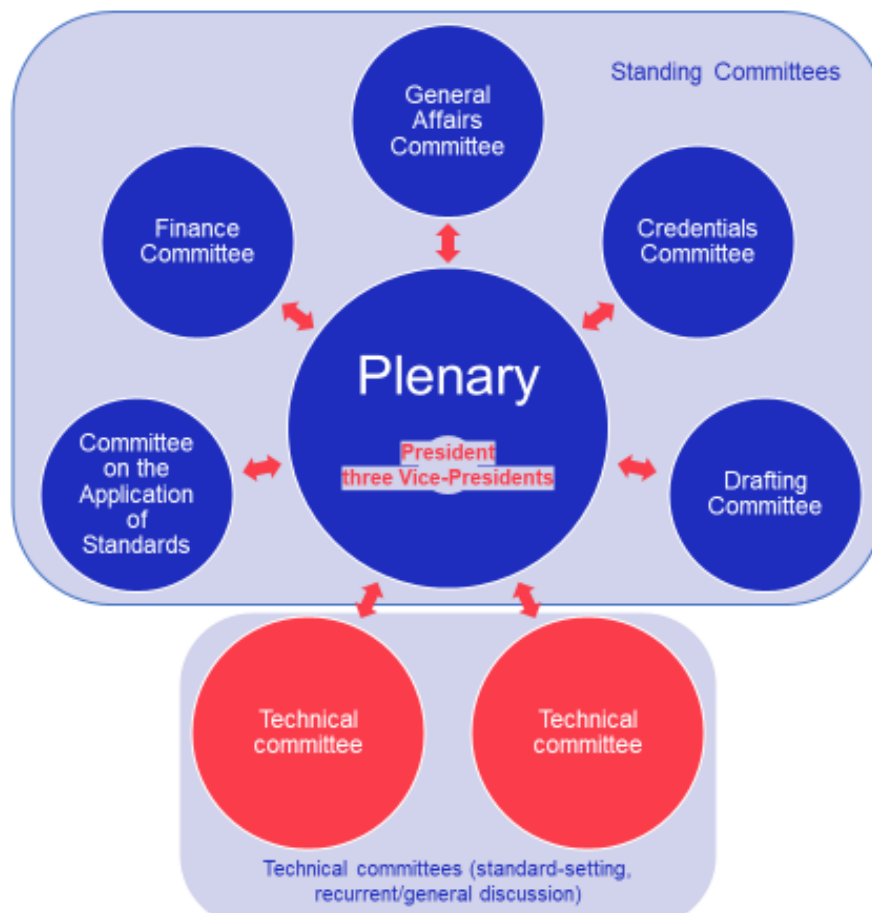 Standing Committees
General
Affairs
Committee
Finance
Committee
Credentials
Committee
Plenary
President
three Vice-Presidents
Committee
on the
Application
of
Standards
Drafting
Committee
Technical
committee
Technical
committee
Technical committees (standard-setting,
recurrent/general discussion)